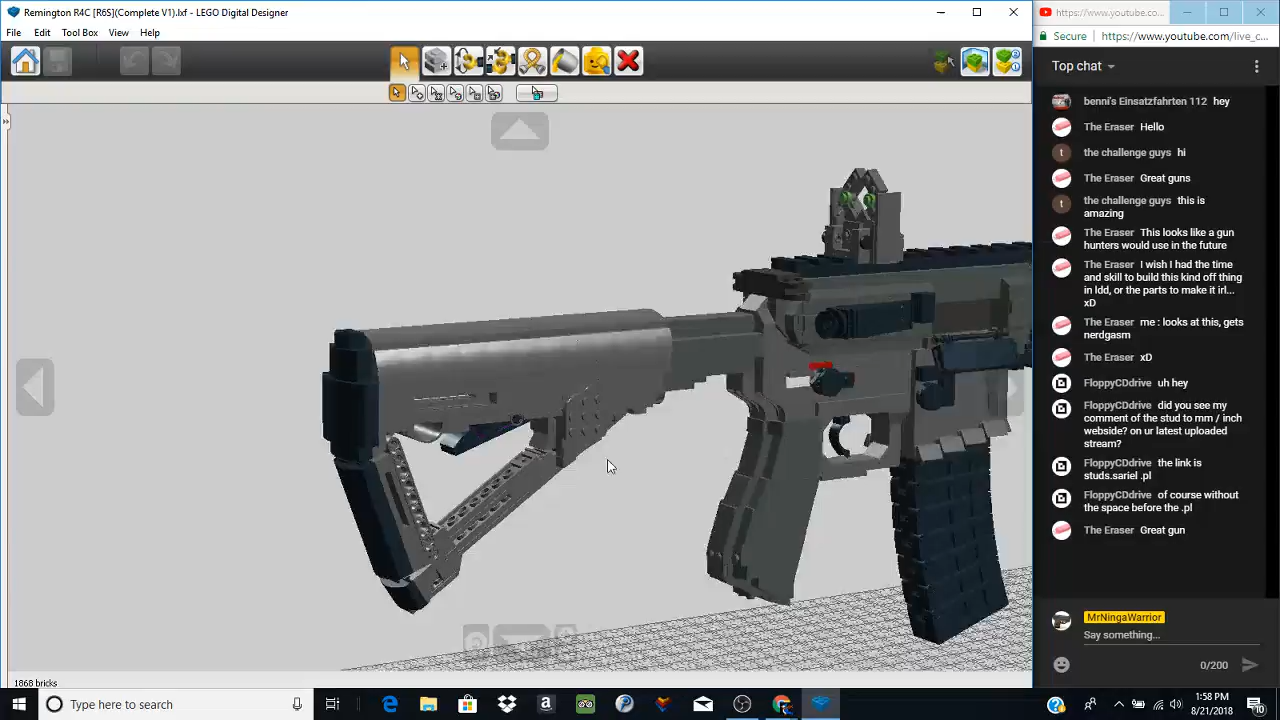 Remington R4C [R6S](Complete V1).lxf - LEGO Digital Designer
File Edit Tool Box View Help
1868 bricks
https://www.youtube.co...
Secure https://www.youtube.com/live_c...
Top chat
benni's Einsatzfahrten 112 hey
The Eraser Hello
t the challenge guys hi
The Eraser Great guns
t the challenge guys this is
amazing
The Eraser This looks like a gun
hunters would use in the future
The Eraser I wish I had the time
and skill to build this kind off thing
in ldd, or the parts to make it irl...
xD
The Eraser me : looks at this, gets
nerdgasm
The Eraser xD
FloppyCDdrive uh hey
FloppyCDdrive did you see my
comment of the stud to mm / inch
webside? on ur latest uploaded
stream?
FloppyCDdrive the link is
studs.sariel .pl
FloppyCDdrive of course without
the space before the .pl
The Eraser Great gun
MrNingaWarrior
Say something...
0/200
Type here to search
1:58 PM
8/21/2018
10